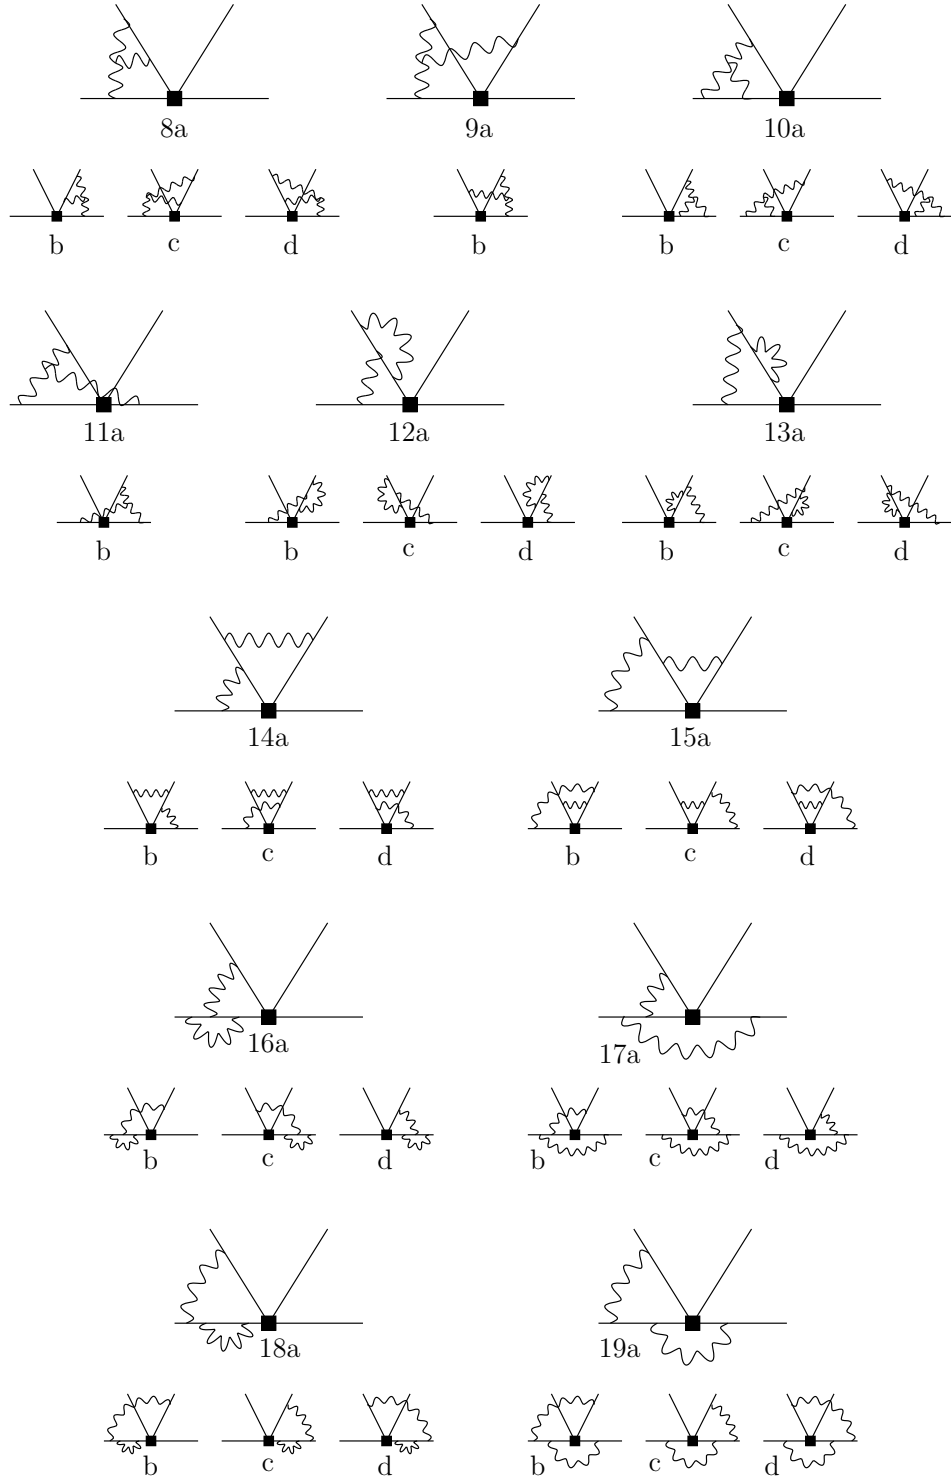 8a 9a 10a
b c d b b c d
11a 12a 13a
b b c d b c d
14a 15a
b c d b c d
16a 17a
b c d b c d
18a 19a
b c d b c d